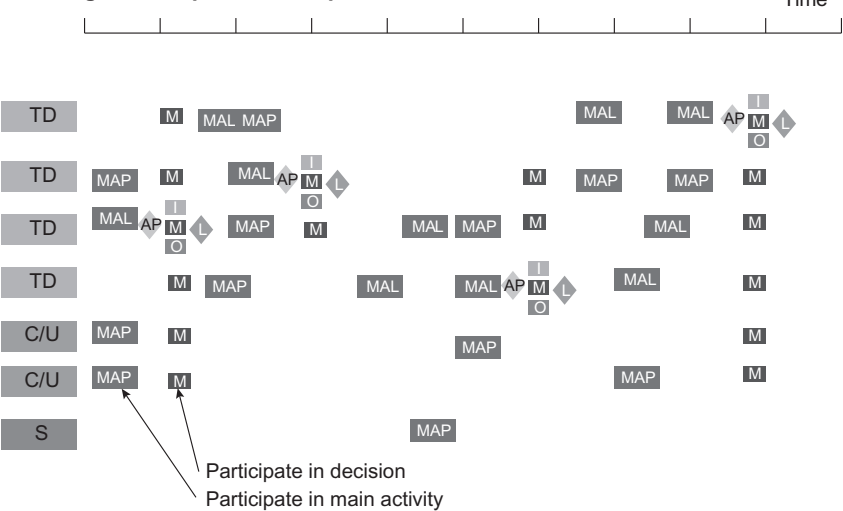 Time
TD M MAL MAP MAL MAL AP I M O L
TD MAP M MAL AP I M O L M MAP MAP M
TD MAL AP I M O L MAP M MAL MAP M MAL M
TD M MAP MAL MAL AP I M O L MAL M
C/U MAP M MAP M
C/U MAP M MAP M
S MAP
Participate in decision
Participate in main activity